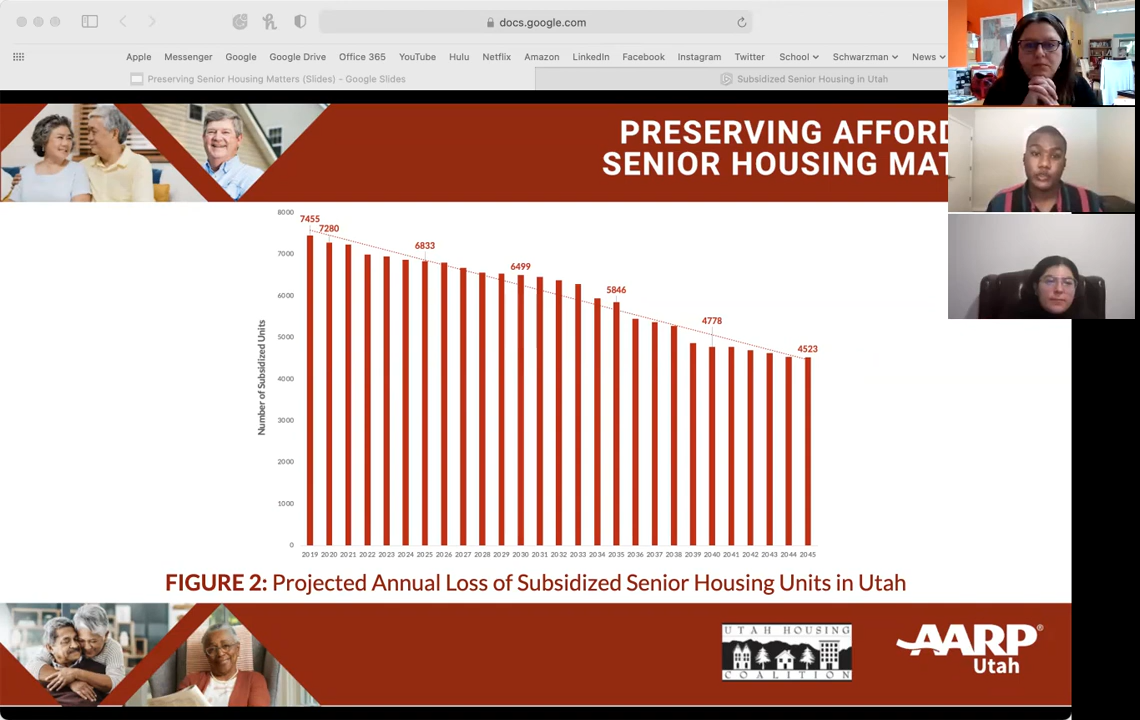 docs.google.com
Apple Messenger Google Google Drive Office 365 YouTube Hulu Netflix Amazon LinkedIn Facebook Instagram Twitter School Schwarzman News
Preserving Senior Housing Matters (Slides) – Google Slides
Subsidized Senior Housing in Utah
PRESERVING AFFORD
SENIOR HOUSING MAT
8000
7000
6000
5000
4000
3000
2000
1000
0
Number of Subsidized Units
7455
7280
6833
6499
5846
4778
4523
2019 2020 2021 2022 2023 2024 2025 2026 2027 2028 2029 2030 2031 2032 2033 2034 2035 2036 2037 2038 2039 2040 2041 2042 2043 2044 2045
FIGURE 2: Projected Annual Loss of Subsidized Senior Housing Units in Utah
UTAH HOUSING
COALITION
AARP®
Utah